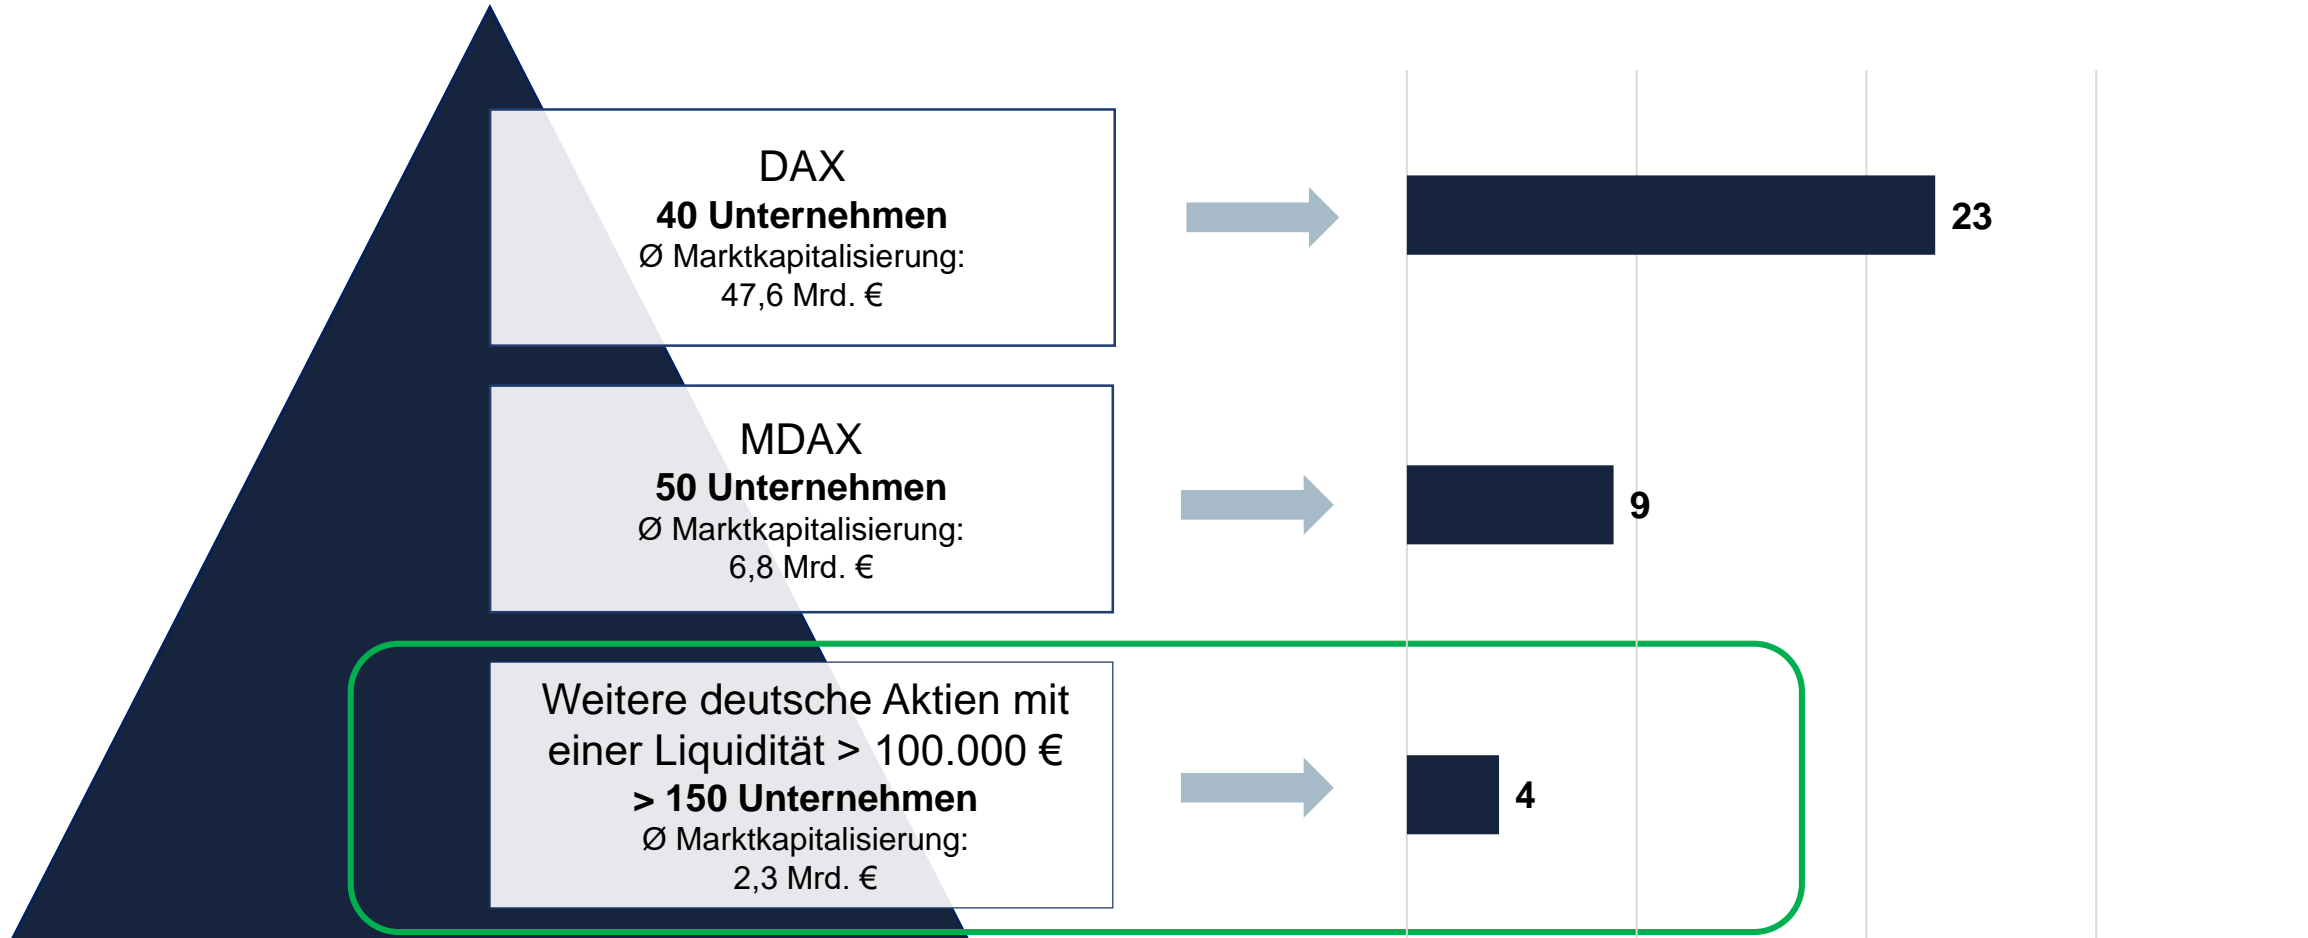 DAX
40 Unternehmen
Ø Marktkapitalisierung:
47,6 Mrd. €
23
MDAX
50 Unternehmen
Ø Marktkapitalisierung:
6,8 Mrd. €
9
Weitere deutsche Aktien mit
einer Liquidität > 100.000 €
> 150 Unternehmen
Ø Marktkapitalisierung:
2,3 Mrd. €
4